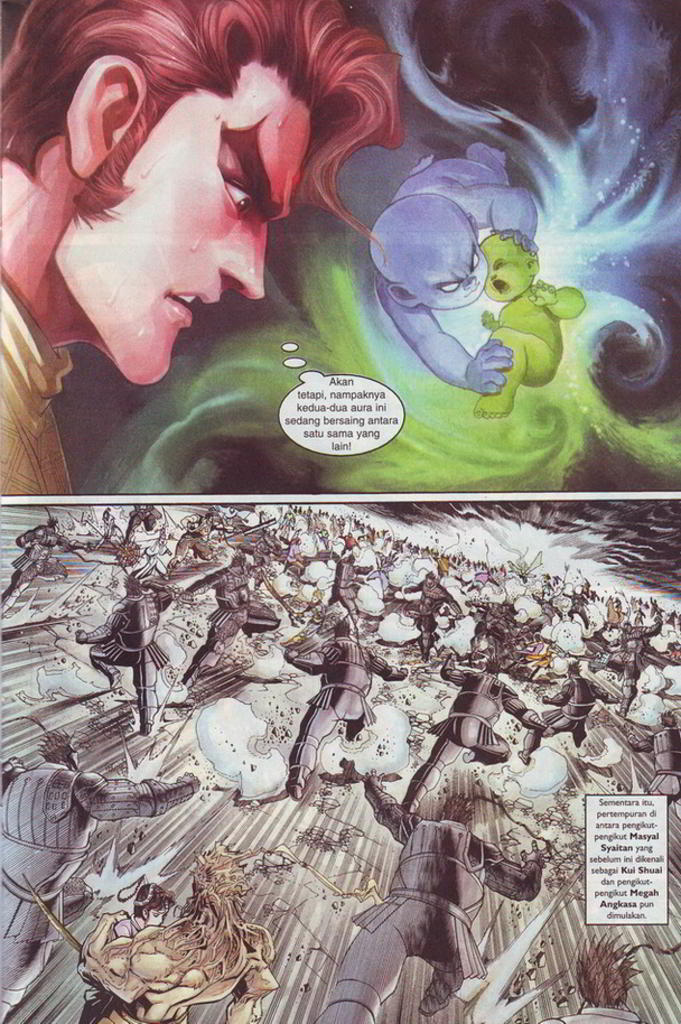 Akan
tetapi, nampaknya
kedua-dua aura ini
sedang bersaing antara
satu sama yang
lain!
Sementara itu,
pertempuran di
antara pengikut-
pengikut Masyal
Syaitan yang
sebelum ini dikenali
sebagai Kui Shuai
dan pengikut-
pengikut Megah
Angkasa pun
dimulakan.